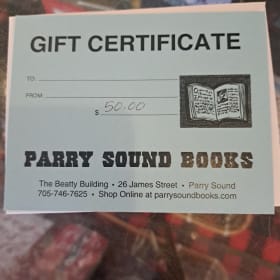 GIFT CERTIFICATE
TO:
FROM
$ 50.00
PARRY SOUND BOOKS
The Beatty Building • 26 James Street • Parry Sound
705-746-7625 • Shop Online at parrysoundbooks.com